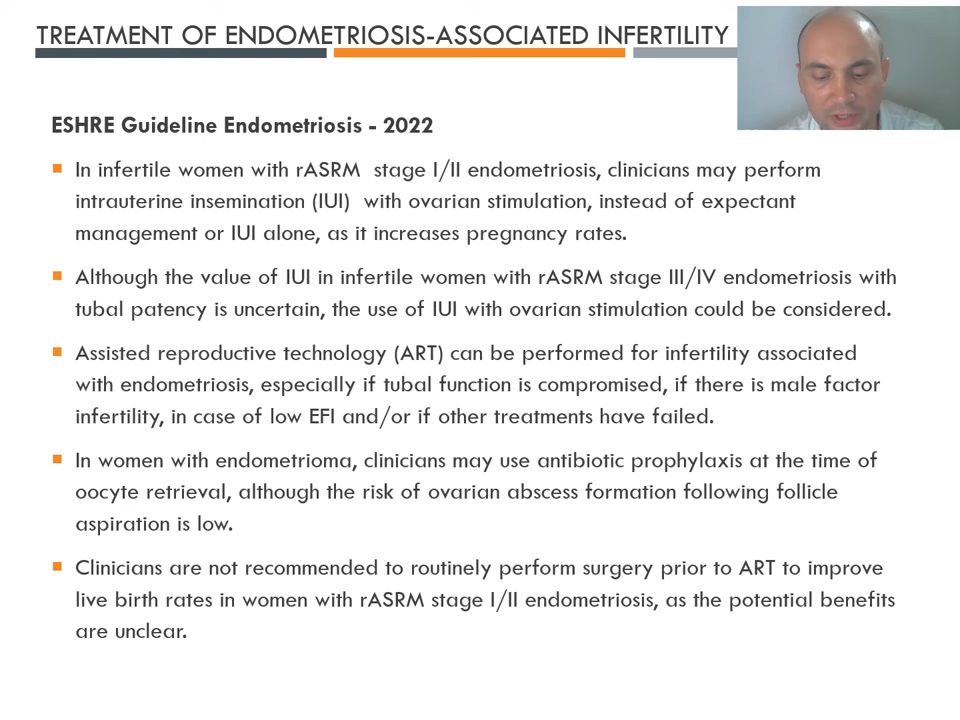 TREATMENT OF ENDOMETRIOSIS-ASSOCIATED INFERTILITY
ESHRE Guideline Endometriosis - 2022
In infertile women with rASRM stage I/II endometriosis, clinicians may perform
intrauterine insemination (IUI) with ovarian stimulation, instead of expectant
management or IUI alone, as it increases pregnancy rates.
Although the value of IUI in infertile women with rASRM stage III/IV endometriosis with
tubal patency is uncertain, the use of IUI with ovarian stimulation could be considered.
Assisted reproductive technology (ART) can be performed for infertility associated
with endometriosis, especially if tubal function is compromised, if there is male factor
infertility, in case of low EFI and/or if other treatments have failed.
In women with endometrioma, clinicians may use antibiotic prophylaxis at the time of
oocyte retrieval, although the risk of ovarian abscess formation following follicle
aspiration is low.
Clinicians are not recommended to routinely perform surgery prior to ART to improve
live birth rates in women with rASRM stage I/II endometriosis, as the potential benefits
are unclear.